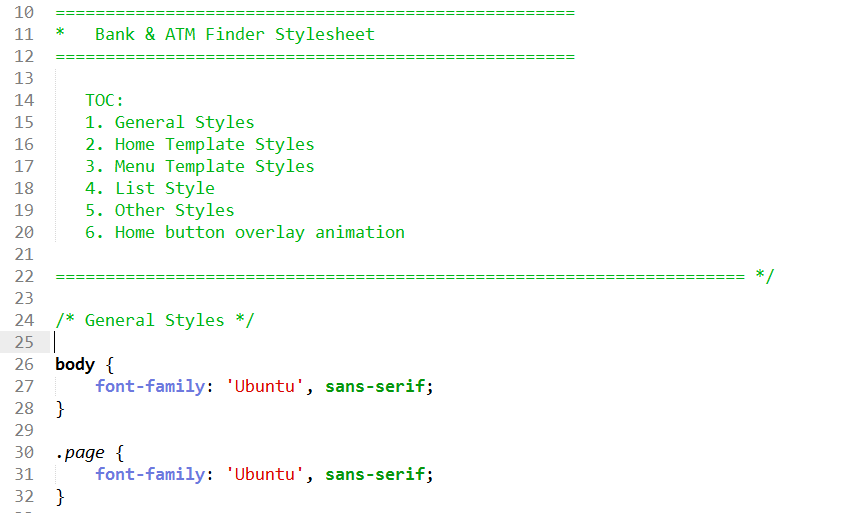 10 ====================================================
11 *   Bank & ATM Finder Stylesheet
12 ====================================================
13
14    TOC:
15    1. General Styles
16    2. Home Template Styles
17    3. Menu Template Styles
18    4. List Style
19    5. Other Styles
20    6. Home button overlay animation
21
22 ===================================================================== */
23
24 /* General Styles */
25
26 body {
27     font-family: 'Ubuntu', sans-serif;
28 }
29
30 .page {
31     font-family: 'Ubuntu', sans-serif;
32 }